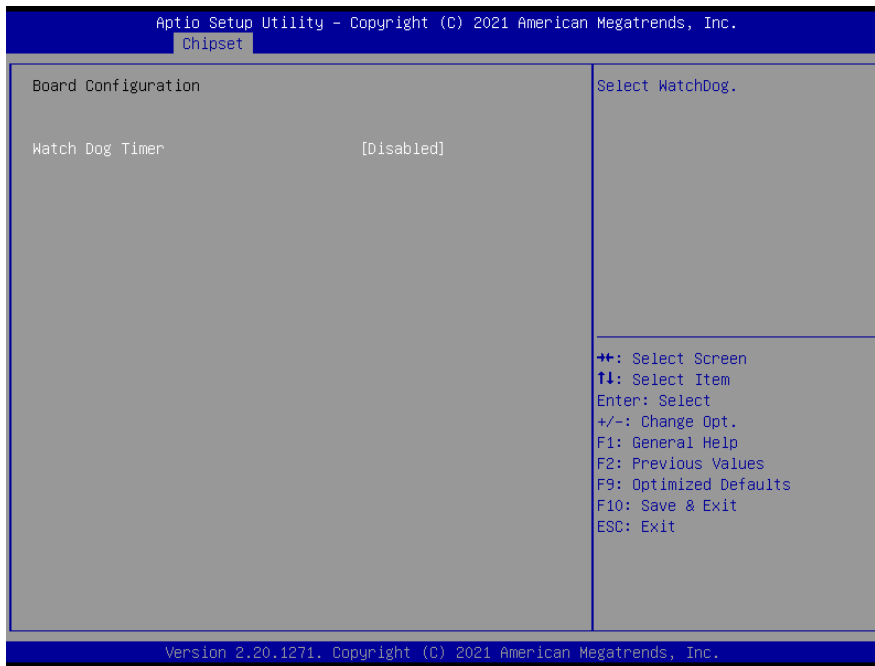 Aptio Setup Utility – Copyright (C) 2021 American Megatrends, Inc.
Chipset
Board Configuration
Watch Dog Timer [Disabled]
Select WatchDog.
→←: Select Screen
↑↓: Select Item
Enter: Select
+/-: Change Opt.
F1: General Help
F2: Previous Values
F9: Optimized Defaults
F10: Save & Exit
ESC: Exit
Version 2.20.1271. Copyright (C) 2021 American Megatrends, Inc.